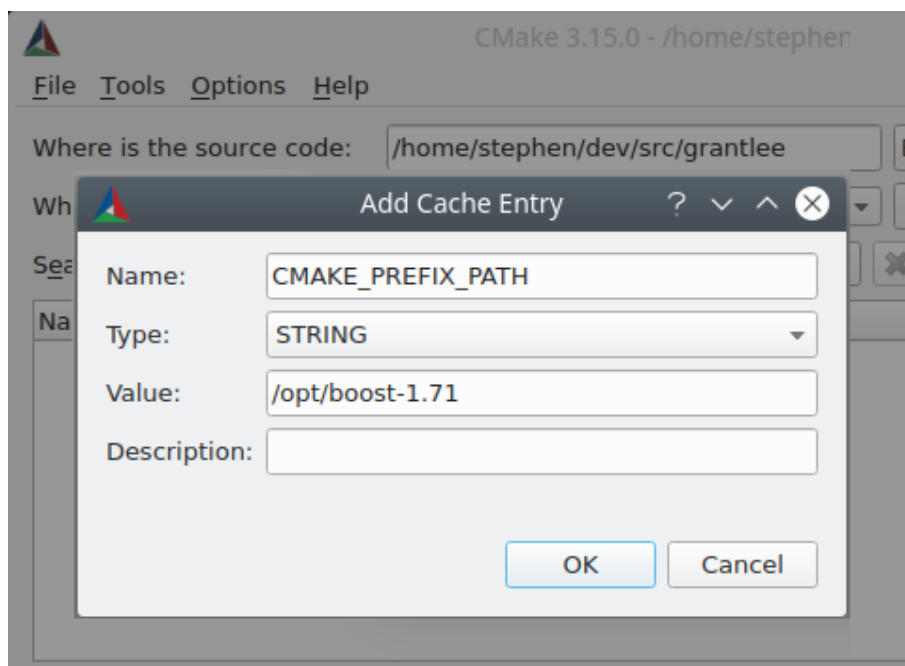 CMake 3.15.0 - /home/stephen
File Tools Options Help
Where is the source code: /home/stephen/dev/src/grantlee
Wh
Add Cache Entry
Sea
Name: CMAKE_PREFIX_PATH
Na
Type: STRING
Value: /opt/boost-1.71
Description:
OK Cancel